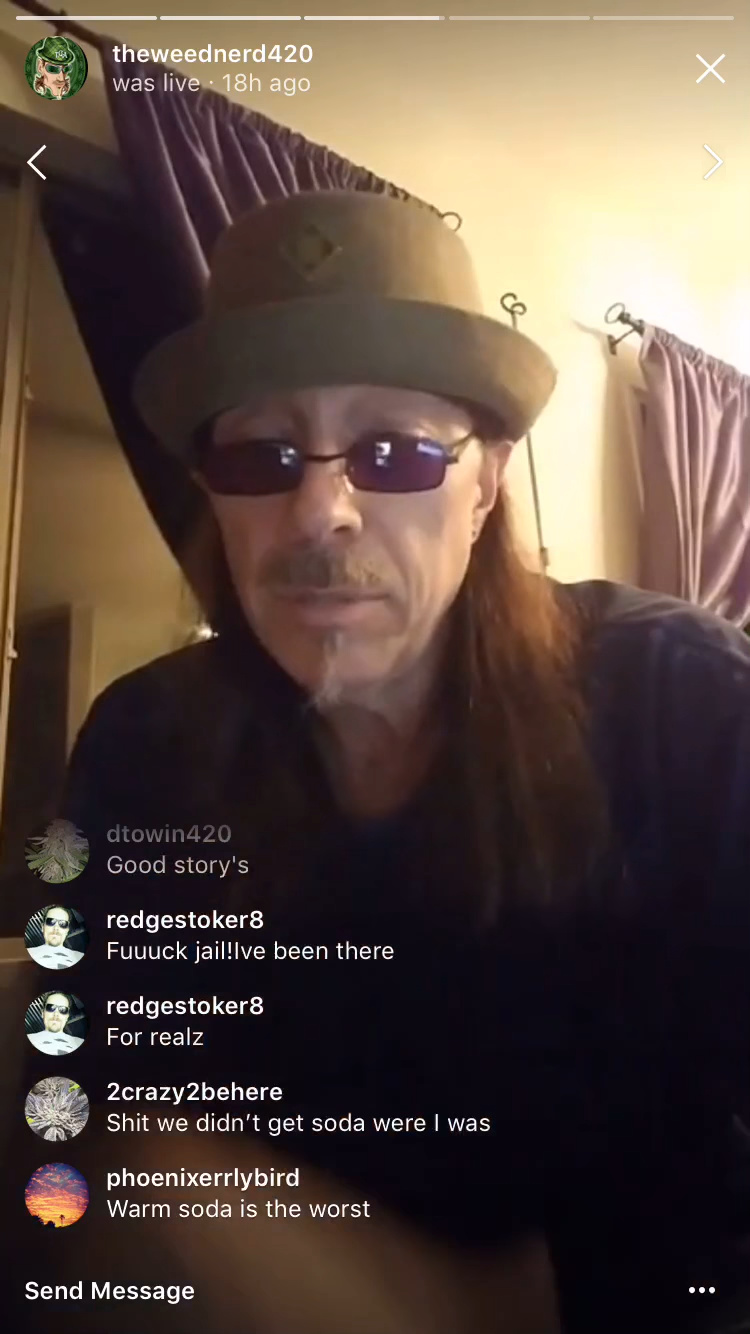 theweednerd420
was live · 18h ago
dtowin420
Good story's
redgestoker8
Fuuuck jail!Ive been there
redgestoker8
For realz
2crazy2behere
Shit we didn’t get soda were I was
phoenixerrlybird
Warm soda is the worst
Send Message